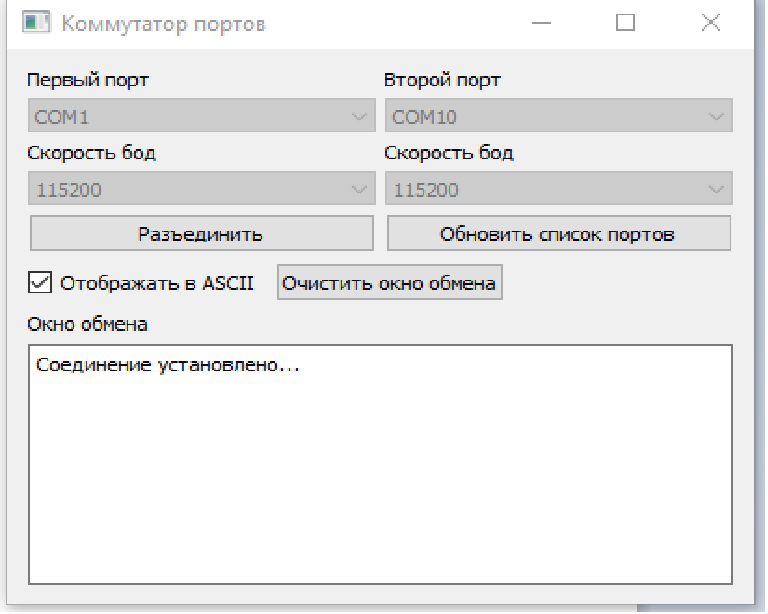 Коммутатор портов
Первый порт Второй порт
COM1 COM10
Скорость бод Скорость бод
115200 115200
Разъединить Обновить список портов
Отображать в ASCII Очистить окно обмена
Окно обмена
Соединение установлено...